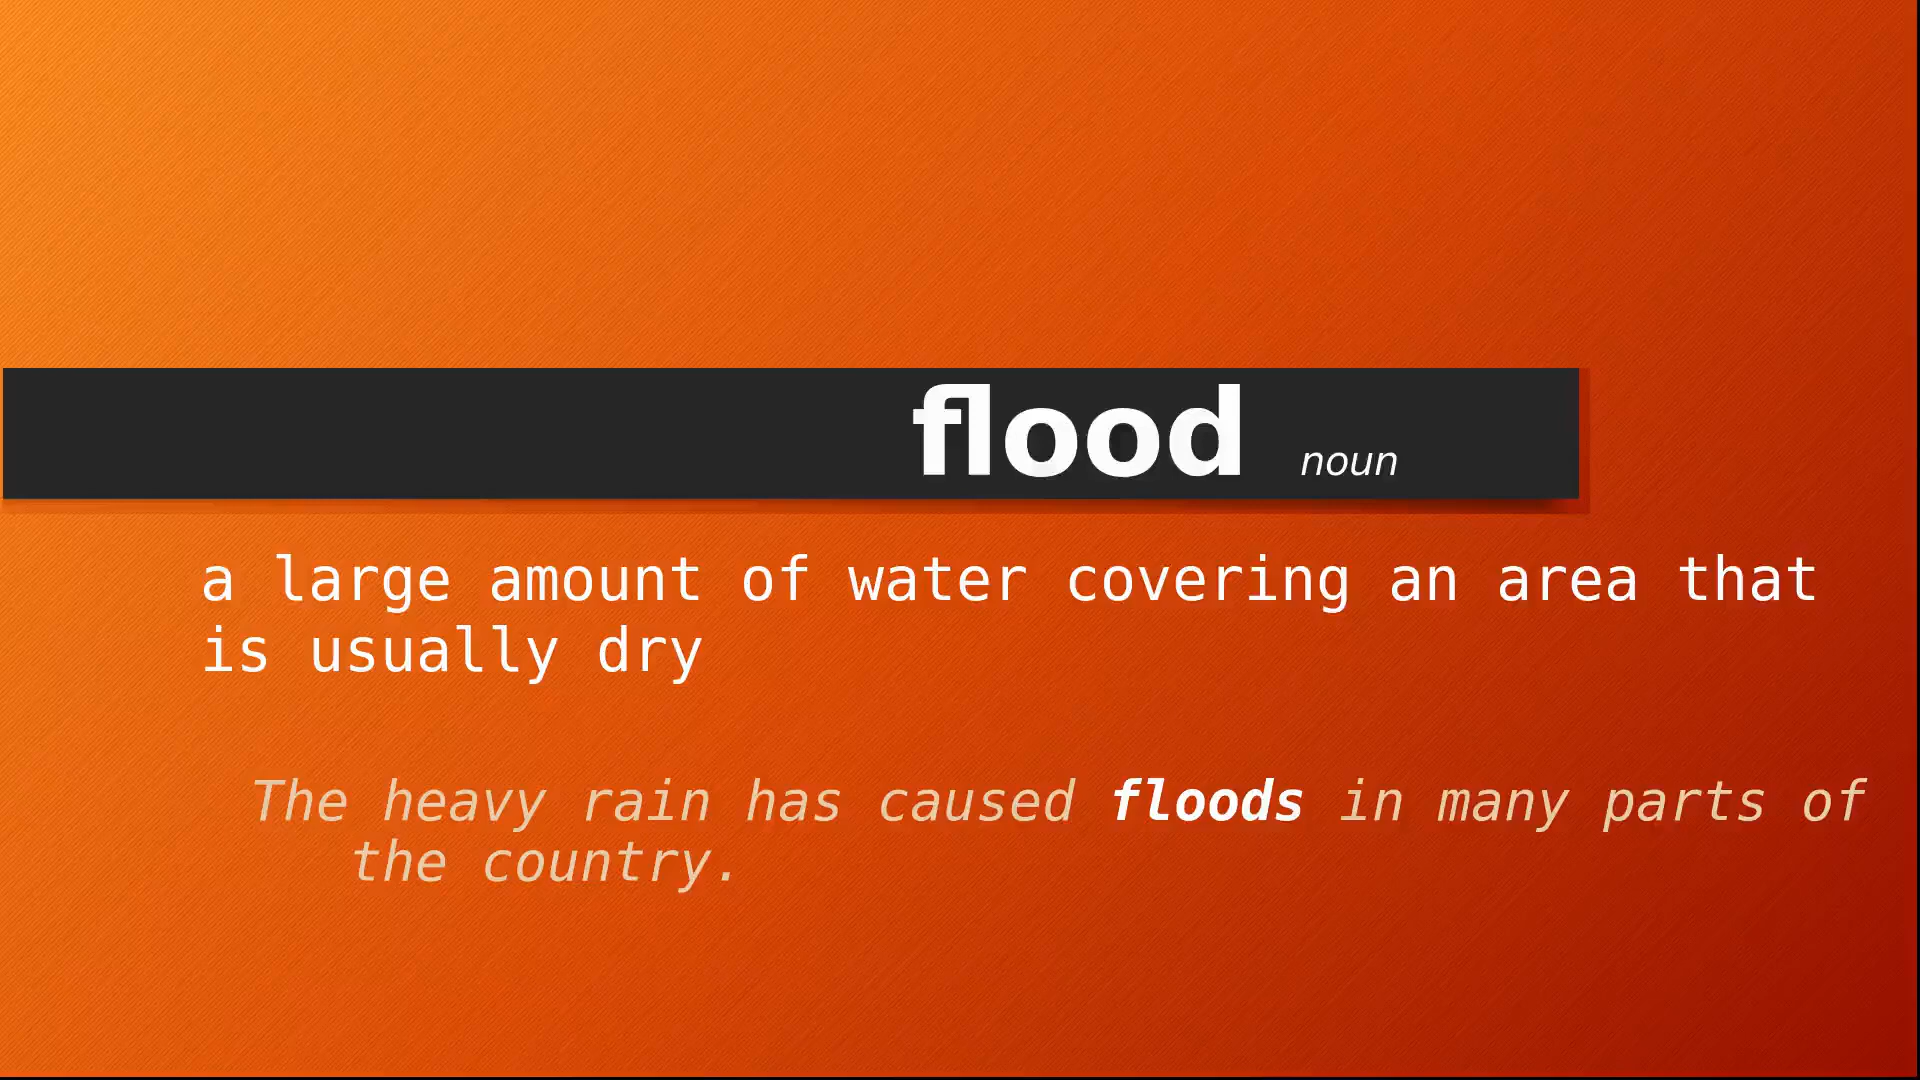 flood noun
a large amount of water covering an area that
is usually dry
The heavy rain has caused floods in many parts of
the country.